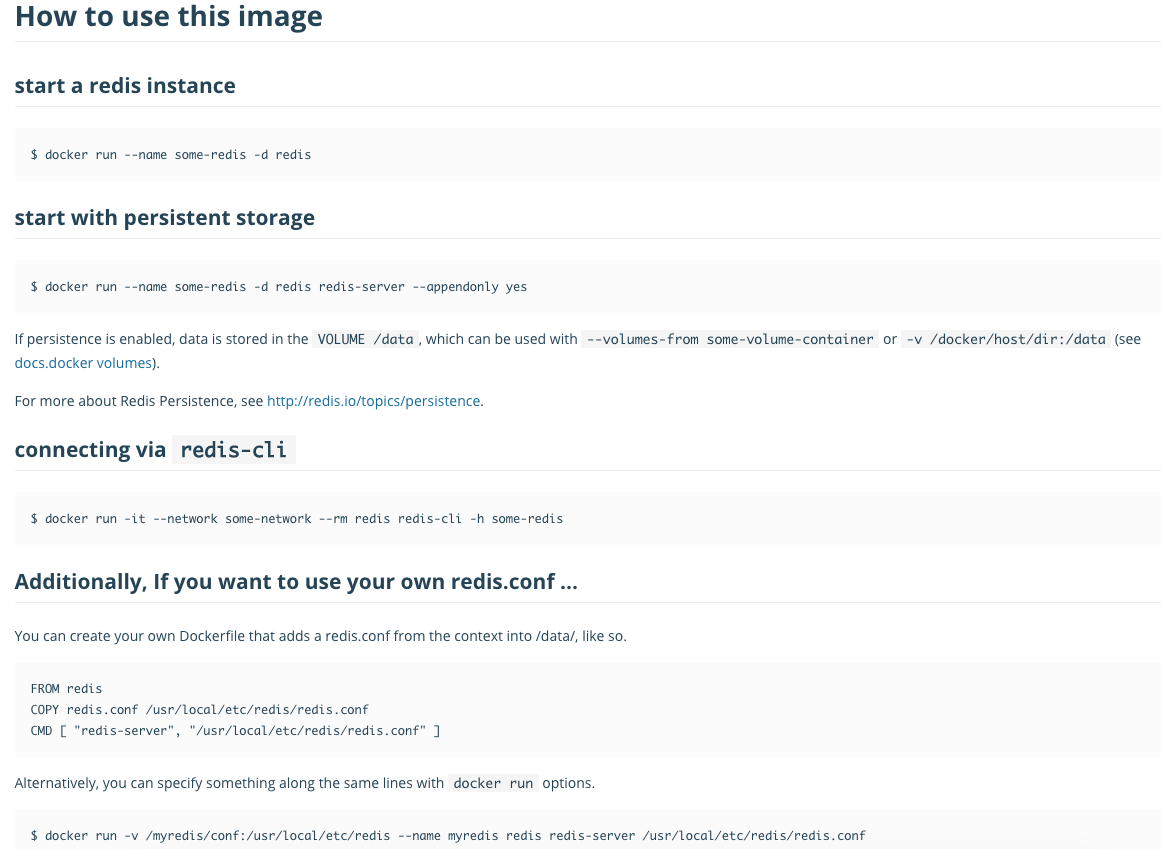 How to use this image
start a redis instance
$ docker run --name some-redis -d redis
start with persistent storage
$ docker run --name some-redis -d redis redis-server --appendonly yes
If persistence is enabled, data is stored in the VOLUME /data , which can be used with --volumes-from some-volume-container or -v /docker/host/dir:/data (see
docs.docker volumes).
For more about Redis Persistence, see http://redis.io/topics/persistence.
connecting via redis-cli
$ docker run -it --network some-network --rm redis redis-cli -h some-redis
Additionally, If you want to use your own redis.conf ...
You can create your own Dockerfile that adds a redis.conf from the context into /data/, like so.
FROM redis
COPY redis.conf /usr/local/etc/redis/redis.conf
CMD [ "redis-server", "/usr/local/etc/redis/redis.conf" ]
Alternatively, you can specify something along the same lines with docker run options.
$ docker run -v /myredis/conf:/usr/local/etc/redis --name myredis redis redis-server /usr/local/etc/redis/redis.conf